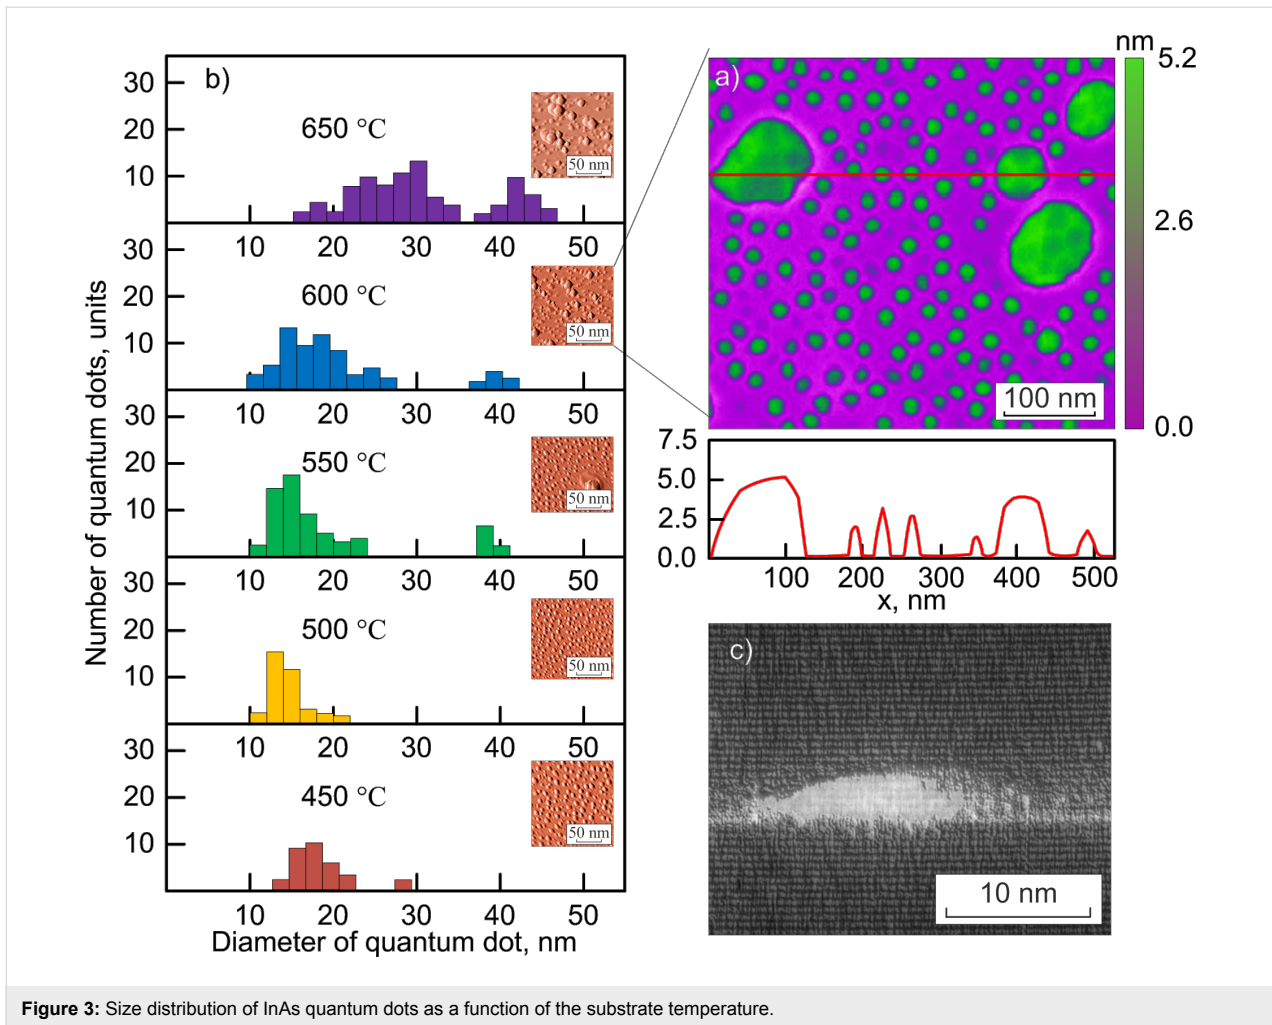 b)
30
20
10
650 °C
50 nm
10 20 30 40 50
30
20
10
600 °C
50 nm
10 20 30 40 50
30
20
10
550 °C
50 nm
10 20 30 40 50
30
20
10
500 °C
50 nm
10 20 30 40 50
30
20
10
450 °C
50 nm
10 20 30 40 50
Number of quantum dots, units
Diameter of quantum dot, nm
a)
100 nm
nm
5.2
2.6
0.0
7.5
5.0
2.5
0.0
100 200 300 400 500
x, nm
c)
10 nm
Figure 3: Size distribution of InAs quantum dots as a function of the substrate temperature.